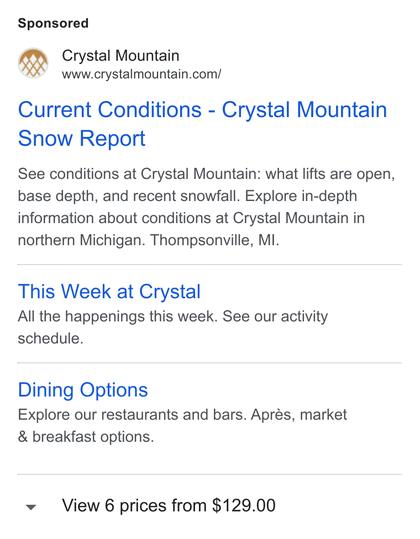 Sponsored
Crystal Mountain
www.crystalmountain.com/
Current Conditions - Crystal Mountain
Snow Report
See conditions at Crystal Mountain: what lifts are open,
base depth, and recent snowfall. Explore in-depth
information about conditions at Crystal Mountain in
northern Michigan. Thompsonville, MI.
This Week at Crystal
All the happenings this week. See our activity
schedule.
Dining Options
Explore our restaurants and bars. Après, market
& breakfast options.
View 6 prices from $129.00